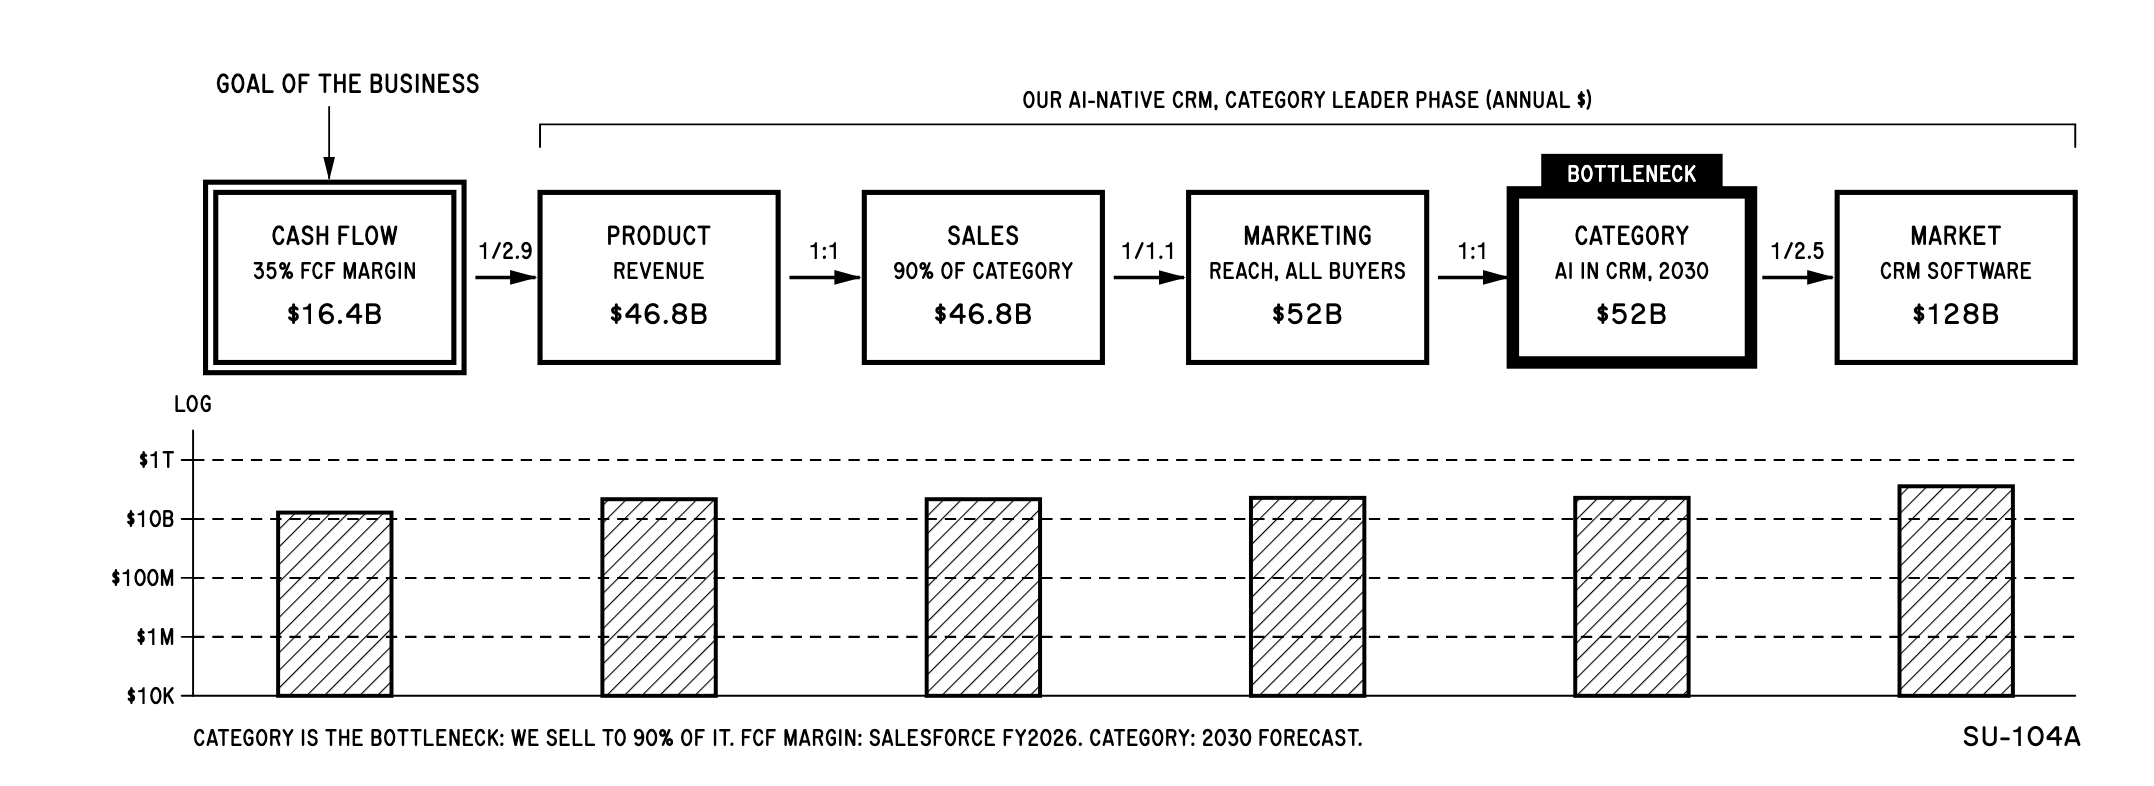 GOAL OF THE BUSINESS
OUR AI-NATIVE CRM, CATEGORY LEADER PHASE (ANNUAL $)
BOTTLENECK
CASH FLOW
35% FCF MARGIN
$16.4B
1/2.9
PRODUCT
REVENUE
$46.8B
1:1
SALES
90% OF CATEGORY
$46.8B
1/1.1
MARKETING
REACH, ALL BUYERS
$52B
1:1
CATEGORY
AI IN CRM, 2030
$52B
1/2.5
MARKET
CRM SOFTWARE
$128B
LOG
$1T
$10B
$100M
$1M
$10K
CATEGORY IS THE BOTTLENECK: WE SELL TO 90% OF IT. FCF MARGIN: SALESFORCE FY2026. CATEGORY: 2030 FORECAST.
SU-104A